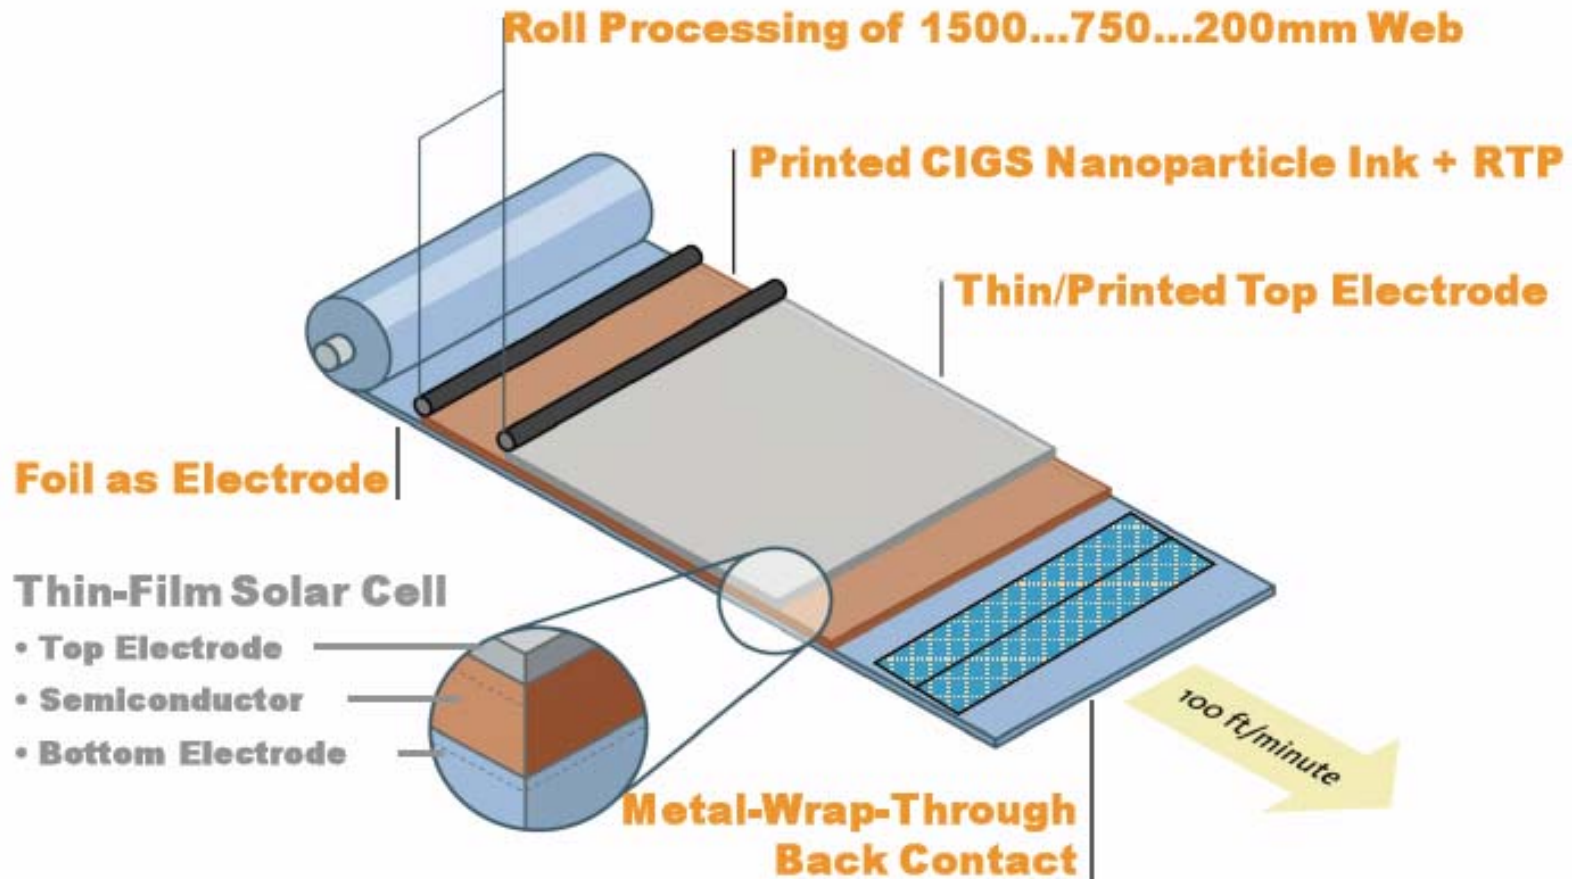 Roll Processing of 1500...750...200mm Web
Printed CIGS Nanoparticle Ink + RTP
Thin/Printed Top Electrode
Foil as Electrode
Thin-Film Solar Cell
• Top Electrode
• Semiconductor
• Bottom Electrode
100 ft/minute
Metal-Wrap-Through
Back Contact